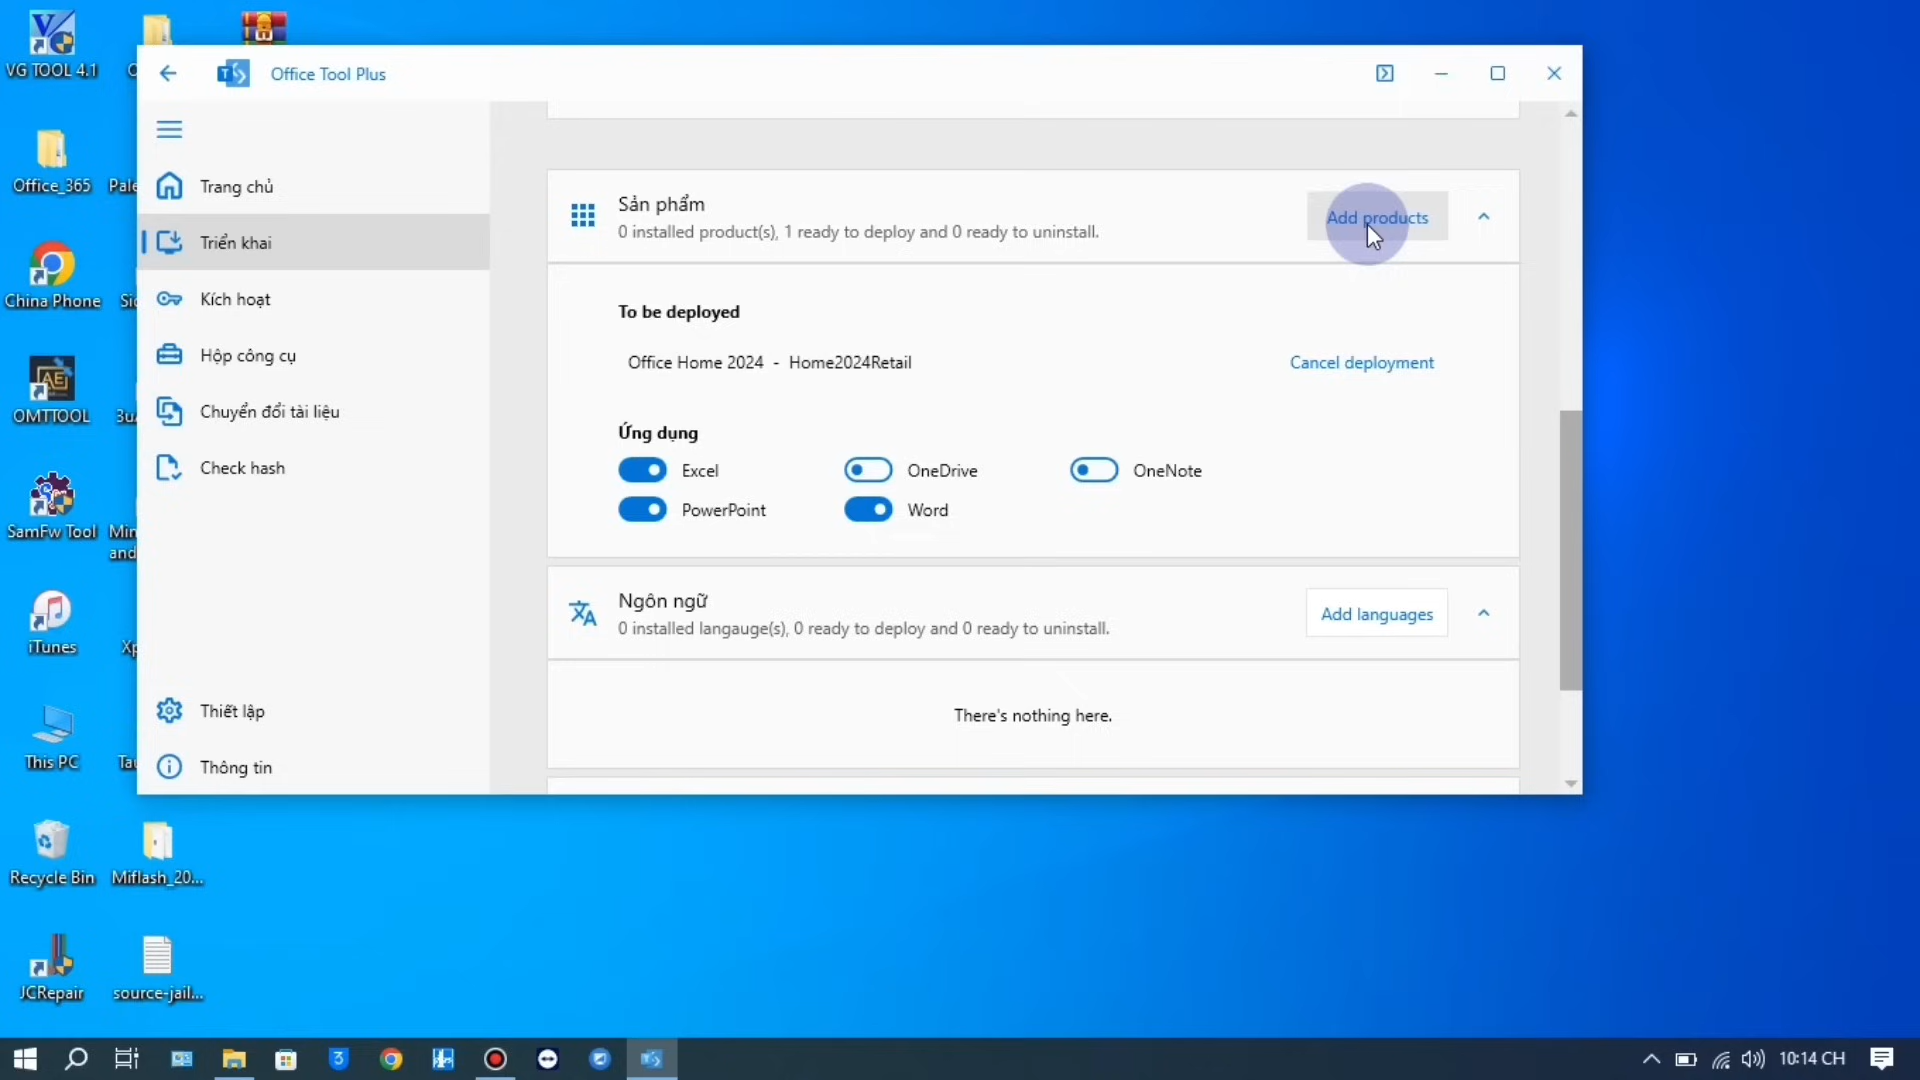 VG TOOL 4.1
Office_365
China Phone
OMTTOOL
SamFw Tool
iTunes
This PC
Recycle Bin
Miflash_20...
JCRepair
source-jail...
Office Tool Plus
Trang chủ
Triển khai
Kích hoạt
Hộp công cụ
Chuyển đổi tài liệu
Check hash
Thiết lập
Thông tin
Sản phẩm
0 installed product(s), 1 ready to deploy and 0 ready to uninstall.
Add products
To be deployed
Office Home 2024 - Home2024Retail
Cancel deployment
Ứng dụng
Excel
OneDrive
OneNote
PowerPoint
Word
Ngôn ngữ
0 installed langauge(s), 0 ready to deploy and 0 ready to uninstall.
Add languages
There's nothing here.
10:14 CH